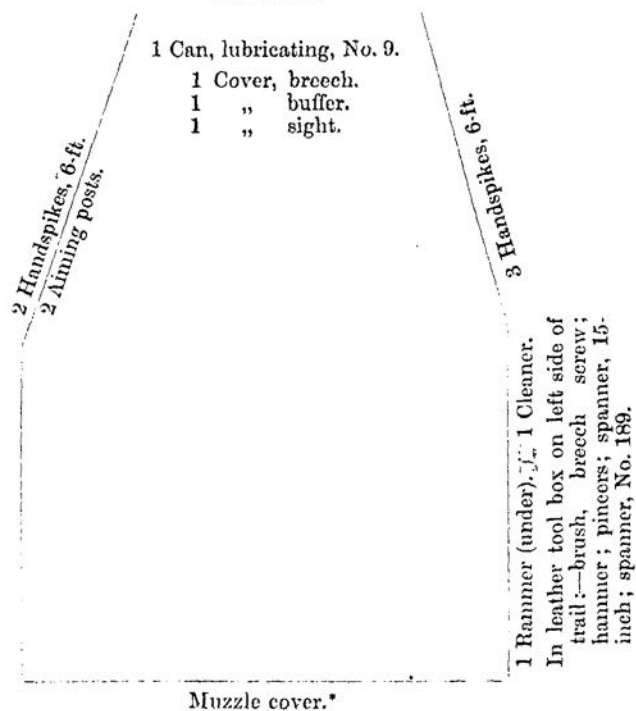 1 Can, lubricating, No. 9.
1 Cover, breech.
1 „ buffer.
1 „ sight.
2 Handspikes, 6-ft.
2 Aiming posts.
3 Handspikes, 6-ft.
1 Rammer (under). 1 Cleaner.
In leather tool box on left side of
trail:—brush, breech screw;
hammer; pincers; spanner, 15-
inch; spanner, No. 189.
Muzzle cover.*